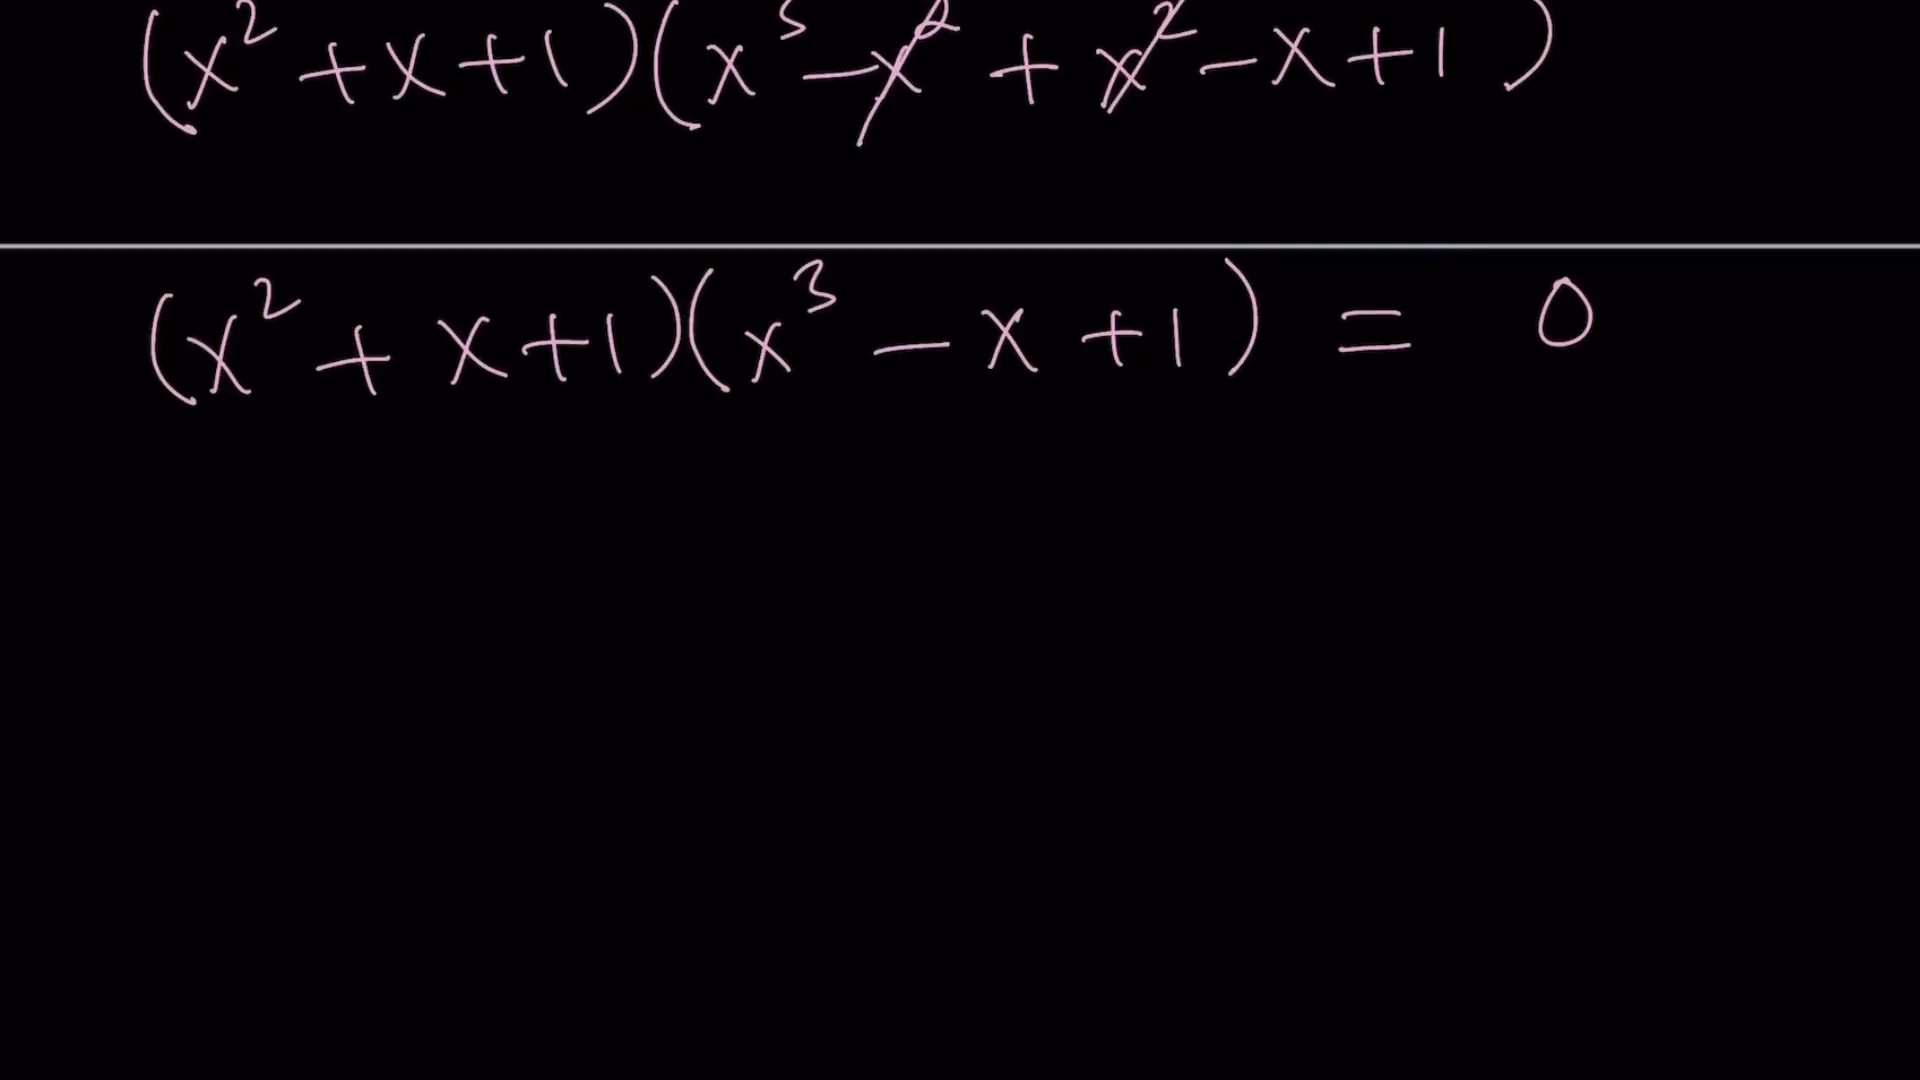 (x² + x + 1)(x³ - x² + x² - x + 1)
(x² + x + 1)(x³ - x + 1) = 0